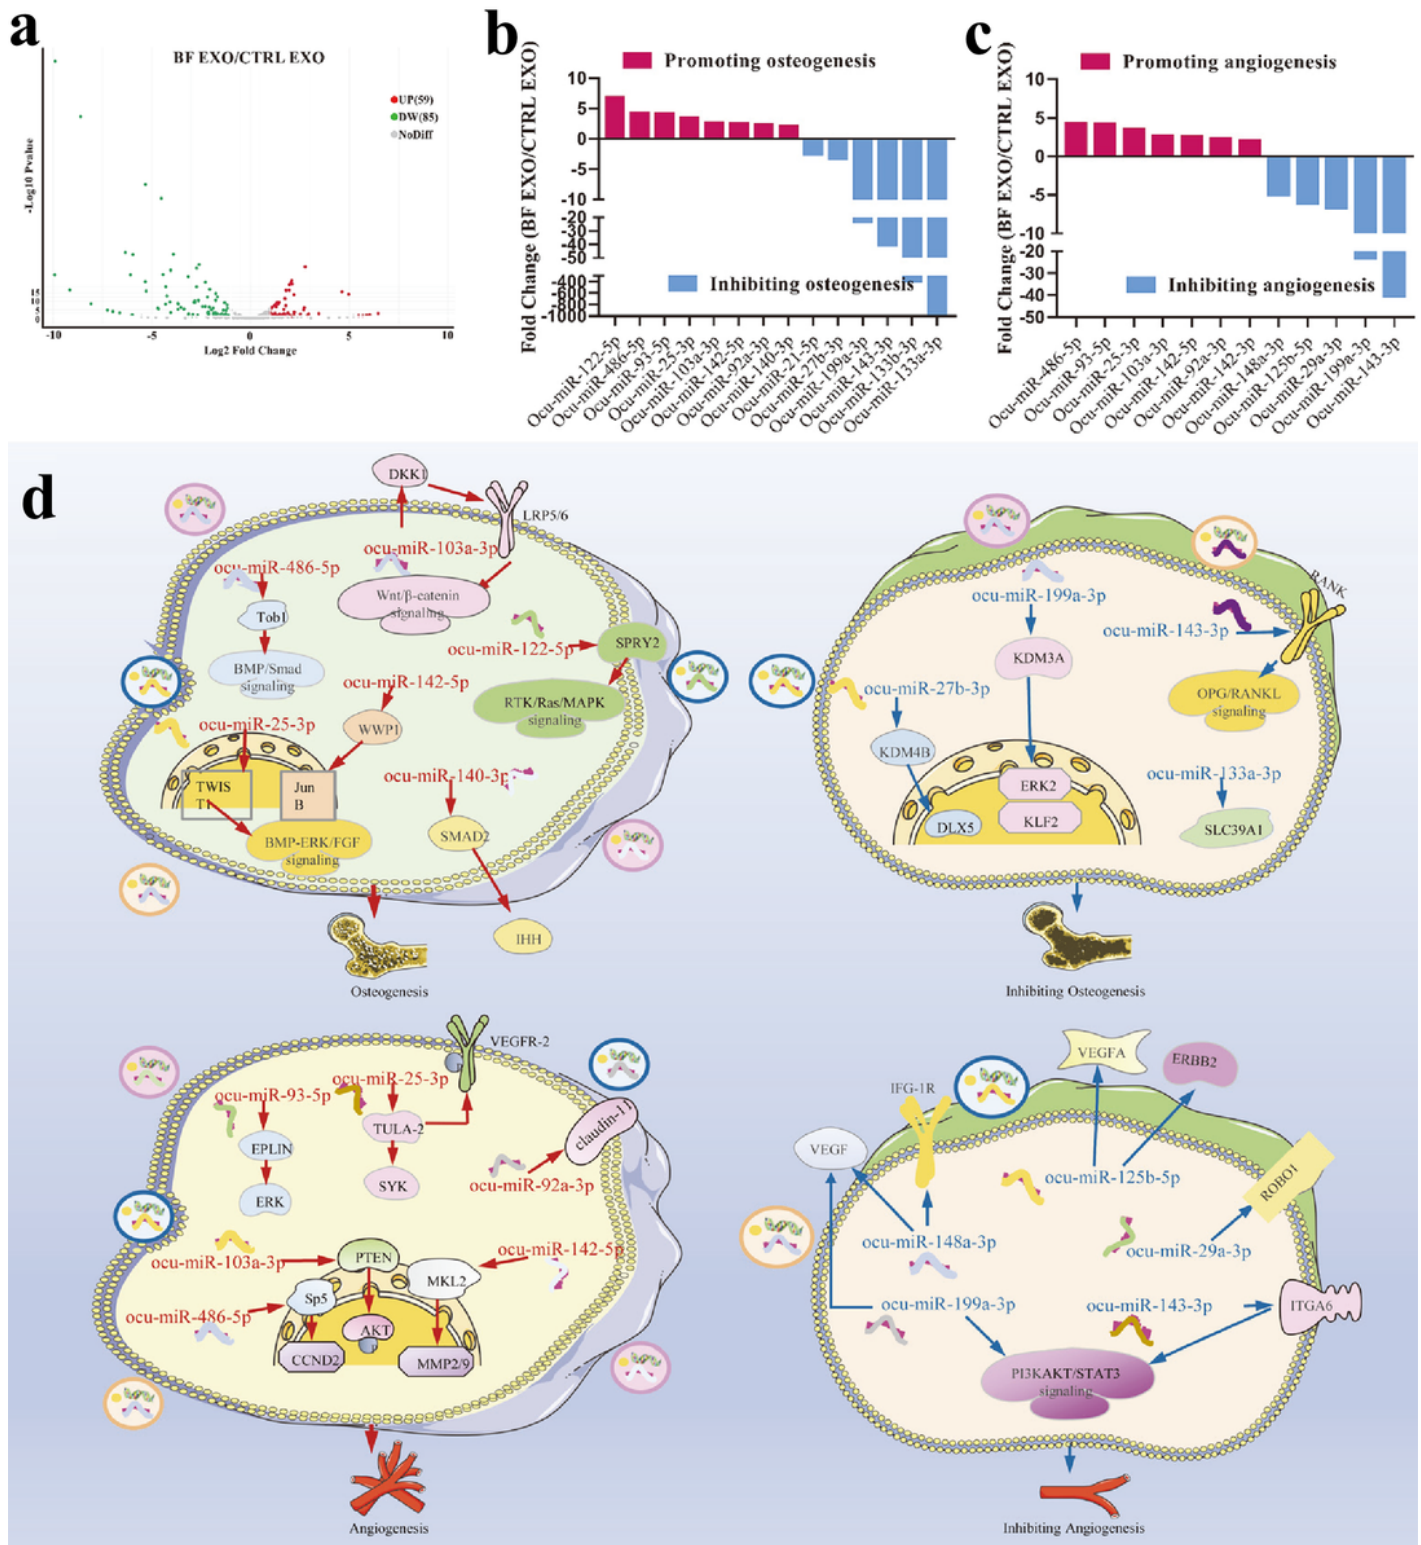 a
BF EXO/CTRL EXO
UP(59)
DW(85)
NoDiff
-Log10 Pvalue
15
10
5
0
-10
-5
0
5
10
Log2 Fold Change
b
Promoting osteogenesis
Fold Change (BF EXO/CTRL EXO)
10
5
0
-5
-10
-20
-30
-40
-50
-400
-600
-800
-1000
Inhibiting osteogenesis
Ocu-miR-122-5p
Ocu-miR-486-5p
Ocu-miR-93-5p
Ocu-miR-25-3p
Ocu-miR-103a-3p
Ocu-miR-142-5p
Ocu-miR-92a-3p
Ocu-miR-140-3p
Ocu-miR-21-5p
Ocu-miR-27b-3p
Ocu-miR-199a-3p
Ocu-miR-143-3p
Ocu-miR-133b-3p
Ocu-miR-133a-3p
c
Promoting angiogenesis
Fold Change (BF EXO/CTRL EXO)
10
5
0
-5
-10
-20
-30
-40
-50
Inhibiting angiogenesis
Ocu-miR-486-5p
Ocu-miR-93-5p
Ocu-miR-25-3p
Ocu-miR-103a-3p
Ocu-miR-142-5p
Ocu-miR-92a-3p
Ocu-miR-142-3p
Ocu-miR-148a-3p
Ocu-miR-125b-5p
Ocu-miR-29a-3p
Ocu-miR-199a-3p
Ocu-miR-143-3p
d
DKK1
LRP5/6
ocu-miR-103a-3p
ocu-miR-486-5p
Wnt/β-catenin
signaling
Tob1
SPRY2
ocu-miR-122-5p
BMP/Smad
signaling
ocu-miR-142-5p
RTK/Ras/MAPK
signaling
ocu-miR-25-3p
WWP1
ocu-miR-140-3p
TWIS
T1
Jun
B
SMAD2
BMP-ERK/FGF
signaling
IHH
Osteogenesis
RANK
ocu-miR-199a-3p
ocu-miR-143-3p
KDM3A
ocu-miR-27b-3p
OPG/RANKL
signaling
KDM4B
ocu-miR-133a-3p
ERK2
KLF2
DLX5
SLC39A1
Inhibiting Osteogenesis
VEGFR-2
ocu-miR-25-3p
ocu-miR-93-5p
TULA-2
claudin-11
EPLIN
SYK
ocu-miR-92a-3p
ERK
ocu-miR-103a-3p
PTEN
ocu-miR-142-5p
MKL2
Sp5
ocu-miR-486-5p
AKT
P
CCND2
MMP2/9
Angiogenesis
VEGFA
ERBB2
IFG-1R
VEGF
ocu-miR-125b-5p
ROBO1
ocu-miR-148a-3p
ocu-miR-29a-3p
ocu-miR-199a-3p
ocu-miR-143-3p
ITGA6
PI3KAKT/STAT3
signaling
Inhibiting Angiogenesis